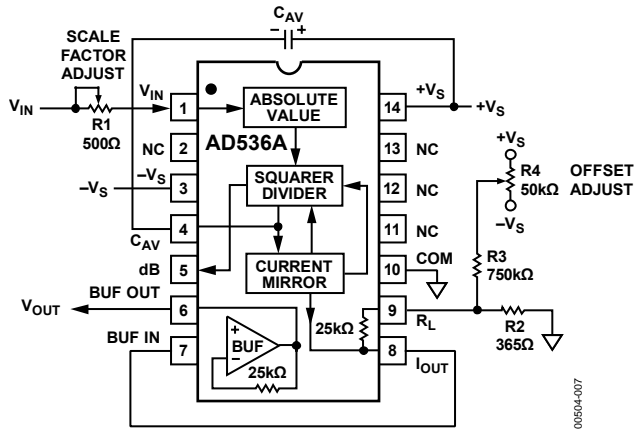 CAV
– +
SCALE
FACTOR
ADJUST
VIN
R1
500Ω
VIN
1
ABSOLUTE
VALUE
14
+VS
+VS
AD536A
NC
2
13
NC
–VS
–VS
3
SQUARER
DIVIDER
12
NC
+VS
R4
50kΩ
–VS
OFFSET
ADJUST
CAV
4
11
NC
dB
5
CURRENT
MIRROR
10
COM
R3
750kΩ
VOUT
BUF OUT
6
25kΩ
9
RL
R2
365Ω
BUF IN
7
+
BUF
–
25kΩ
8
IOUT
00504-007